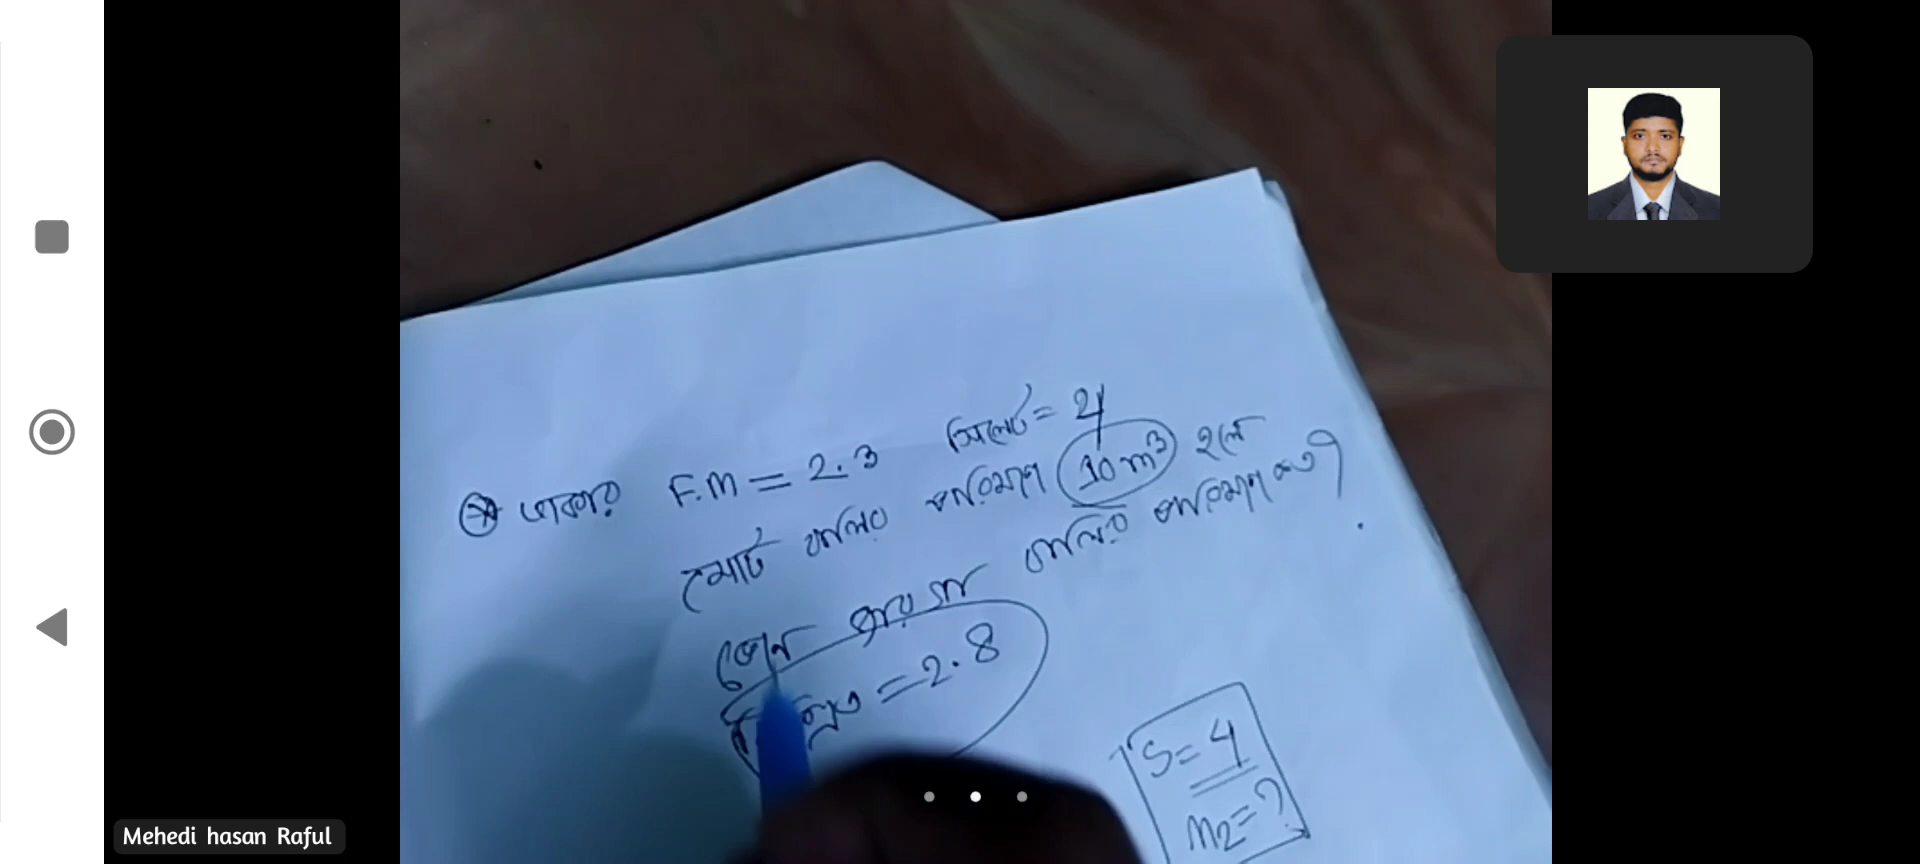 ঢাকার F.M = 2.3 সিলেট = 4
মোট বালির পরিমাণ 10 m³ হলে
কোন জায়গার বালির পরিমাণ কত?
= 2.8
S = 4
M2 = ?
Mehedi hasan Raful